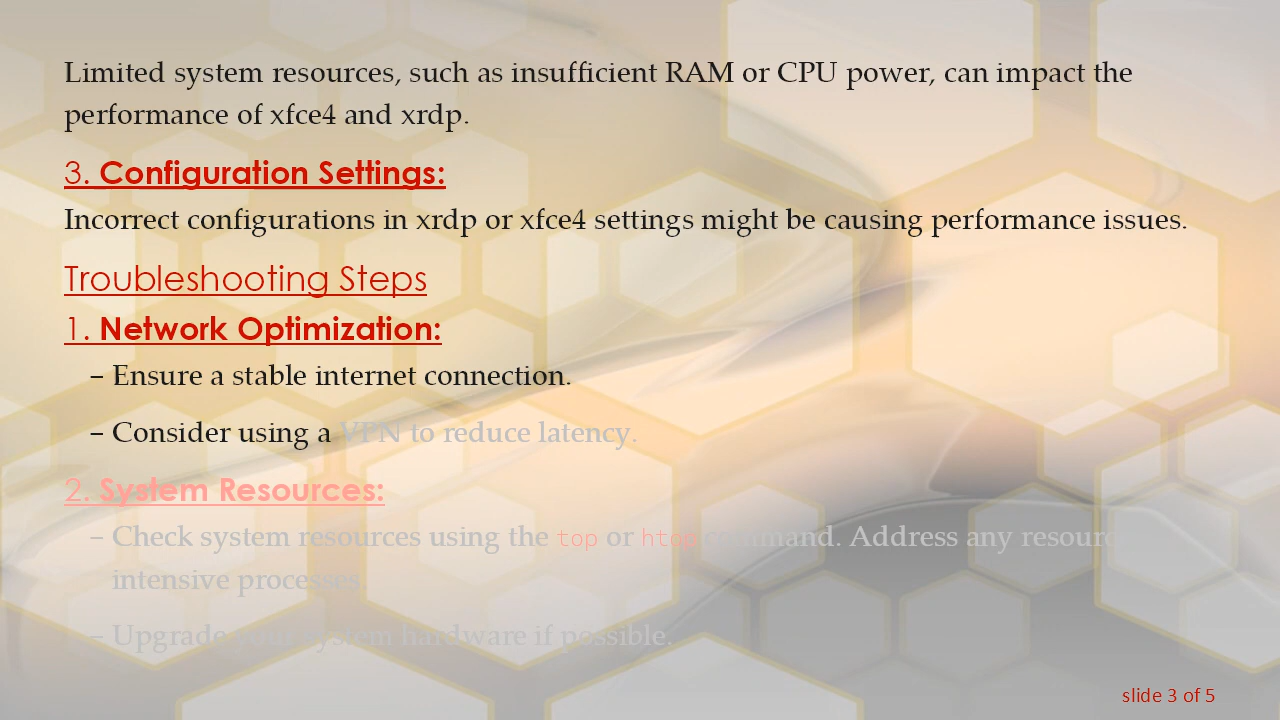 Limited system resources, such as insufficient RAM or CPU power, can impact the
performance of xfce4 and xrdp.
3. Configuration Settings:
Incorrect configurations in xrdp or xfce4 settings might be causing performance issues.
Troubleshooting Steps
1. Network Optimization:
– Ensure a stable internet connection.
– Consider using a VPN to reduce latency.
2. System Resources:
– Check system resources using the top or htop command. Address any
intensive processes.
– Upgrade your system hardware if possible.
slide 3 of 5